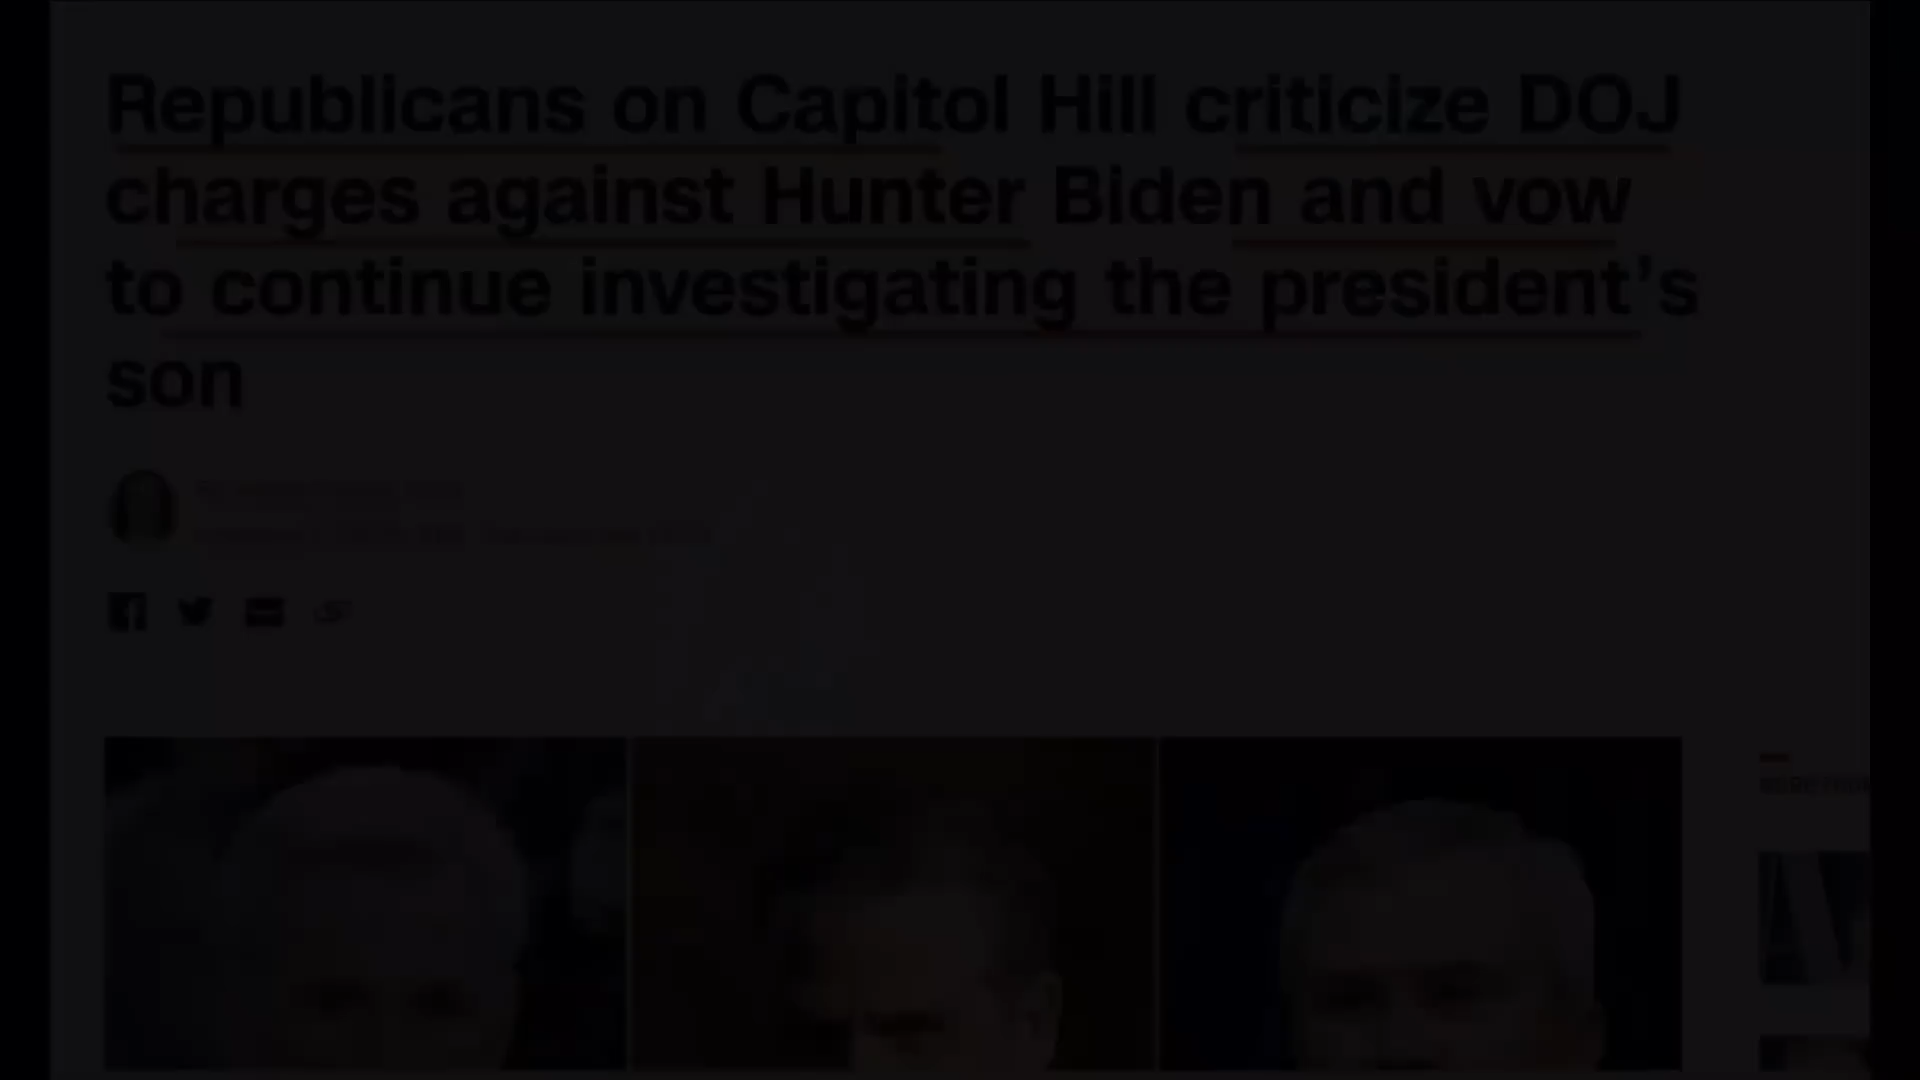 Republicans on Capitol Hill criticize DOJ
charges against Hunter Biden and vow
to continue investigating the president's
son